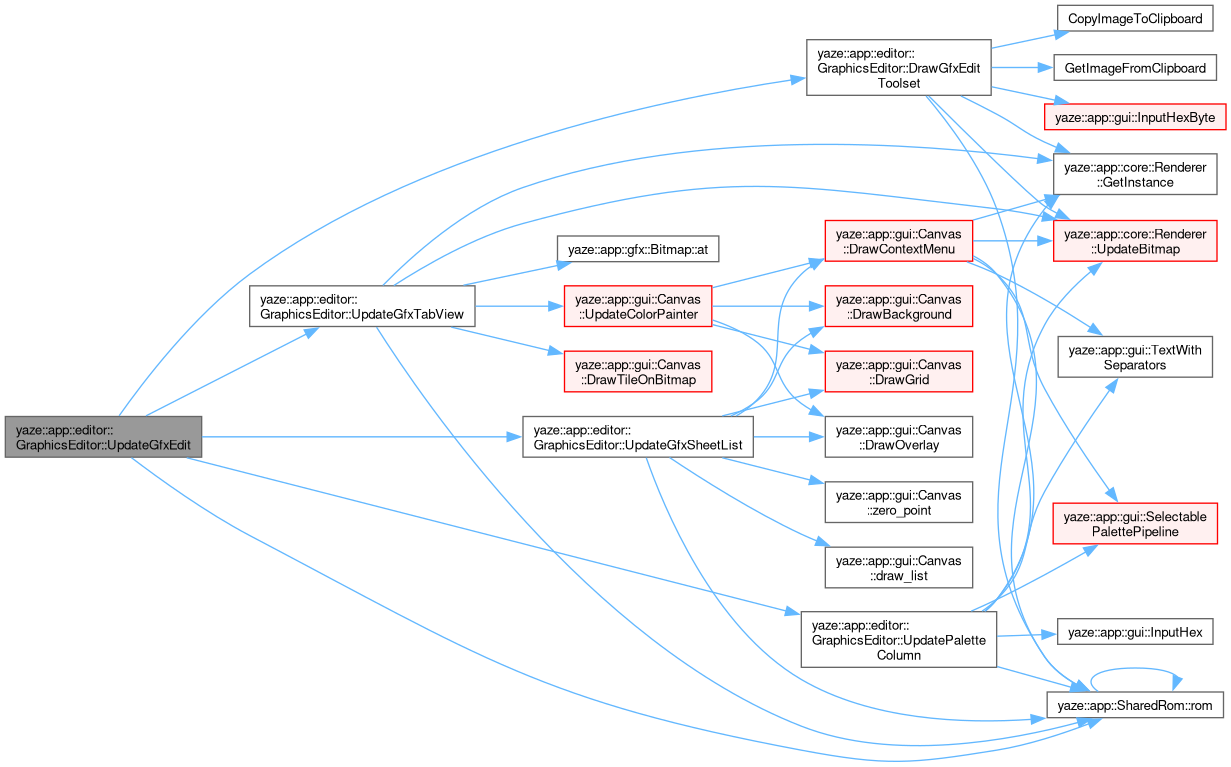 yaze::app::editor::
GraphicsEditor::UpdateGfxEdit
yaze::app::editor::
GraphicsEditor::UpdateGfxTabView
yaze::app::gfx::Bitmap::at
yaze::app::gui::Canvas
::UpdateColorPainter
yaze::app::gui::Canvas
::DrawTileOnBitmap
yaze::app::editor::
GraphicsEditor::UpdateGfxSheetList
yaze::app::editor::
GraphicsEditor::DrawGfxEdit
Toolset
yaze::app::gui::Canvas
::DrawContextMenu
yaze::app::gui::Canvas
::DrawBackground
yaze::app::gui::Canvas
::DrawGrid
yaze::app::gui::Canvas
::DrawOverlay
yaze::app::gui::Canvas
::zero_point
yaze::app::gui::Canvas
::draw_list
yaze::app::editor::
GraphicsEditor::UpdatePalette
Column
CopyImageToClipboard
GetImageFromClipboard
yaze::app::gui::InputHexByte
yaze::app::core::Renderer
::GetInstance
yaze::app::core::Renderer
::UpdateBitmap
yaze::app::gui::TextWith
Separators
yaze::app::gui::Selectable
PalettePipeline
yaze::app::gui::InputHex
yaze::app::SharedRom::rom